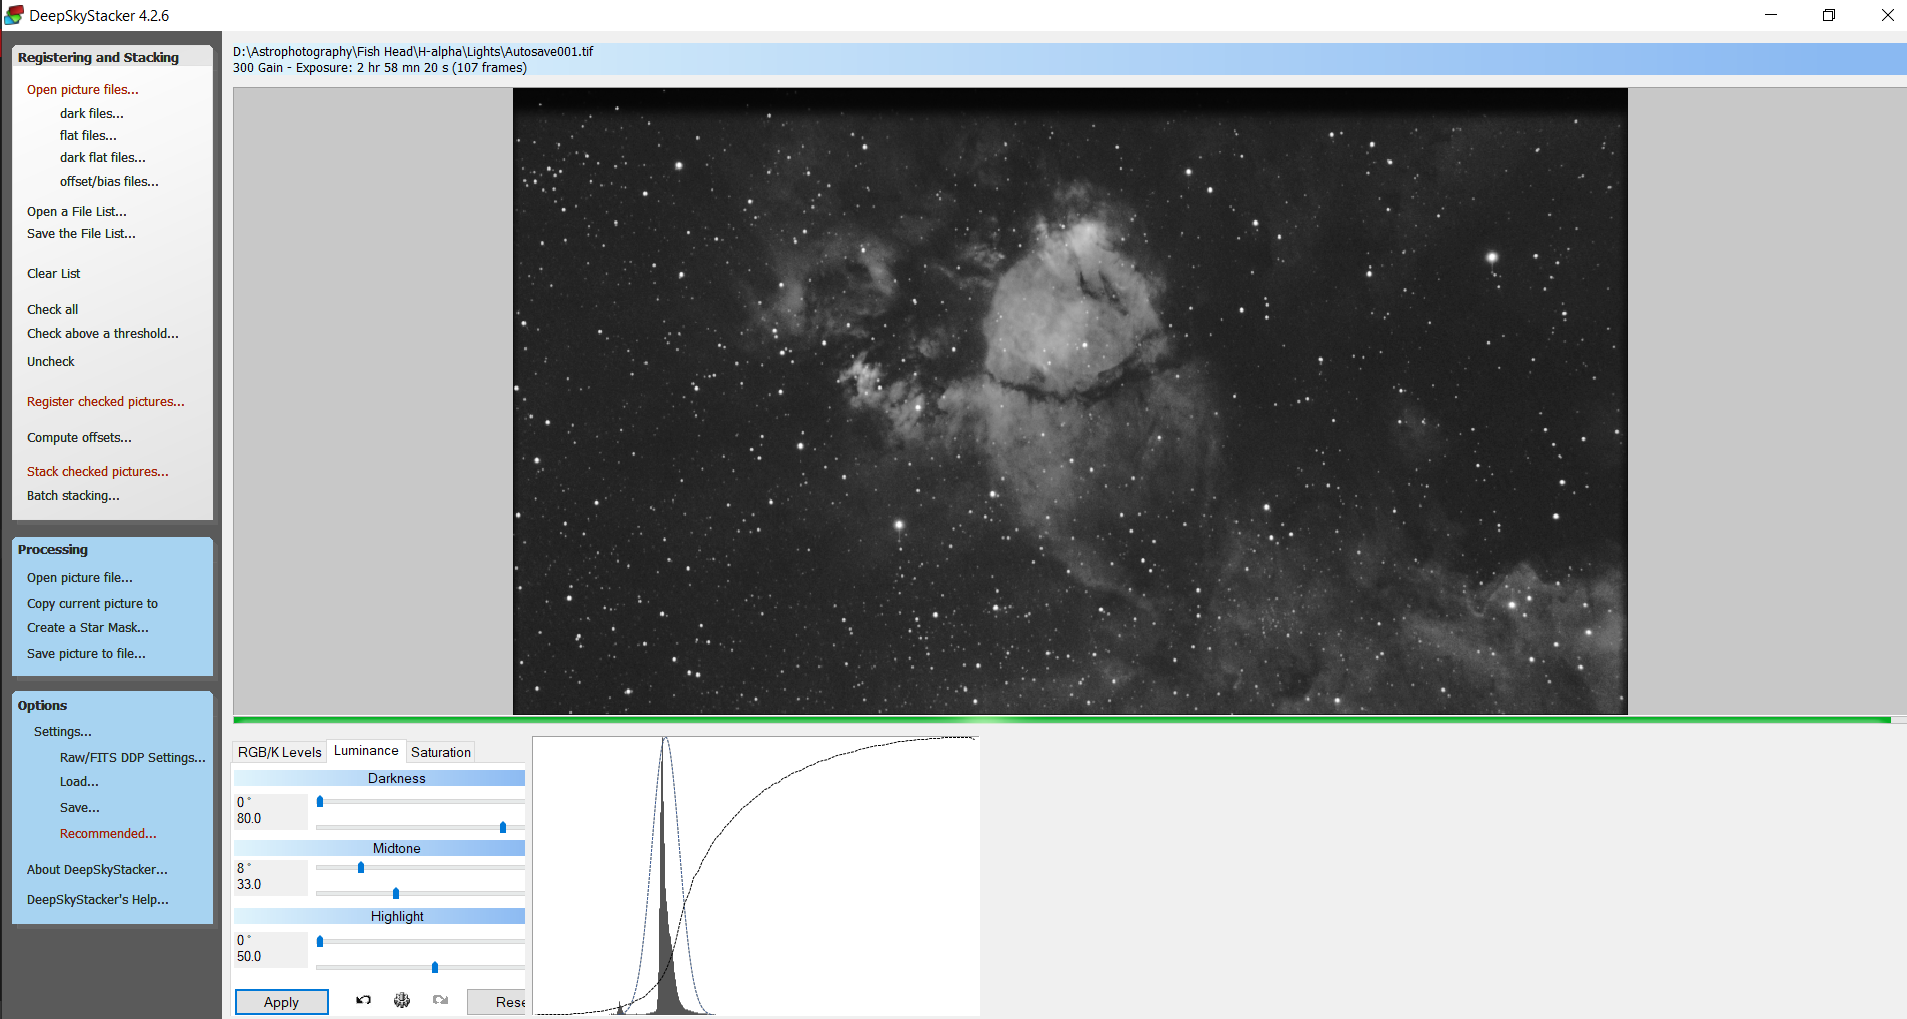 DeepSkyStacker 4.2.6
Registering and Stacking
Open picture files...
dark files...
flat files...
dark flat files...
offset/bias files...
Open a File List...
Save the File List...
Clear List
Check all
Check above a threshold...
Uncheck
Register checked pictures...
Compute offsets...
Stack checked pictures...
Batch stacking...
Processing
Open picture file...
Copy current picture to
Create a Star Mask...
Save picture to file...
Options
Settings...
Raw/FITS DDP Settings...
Load...
Save...
Recommended...
About DeepSkyStacker...
DeepSkyStacker's Help...
D:\Astrophotography\Fish Head\H-alpha\Lights\Autosave001.tif
300 Gain - Exposure: 2 hr 58 mn 20 s (107 frames)
RGB/K Levels Luminance Saturation
Darkness
0 °
80.0
Midtone
8 °
33.0
Highlight
0 °
50.0
Apply Rese